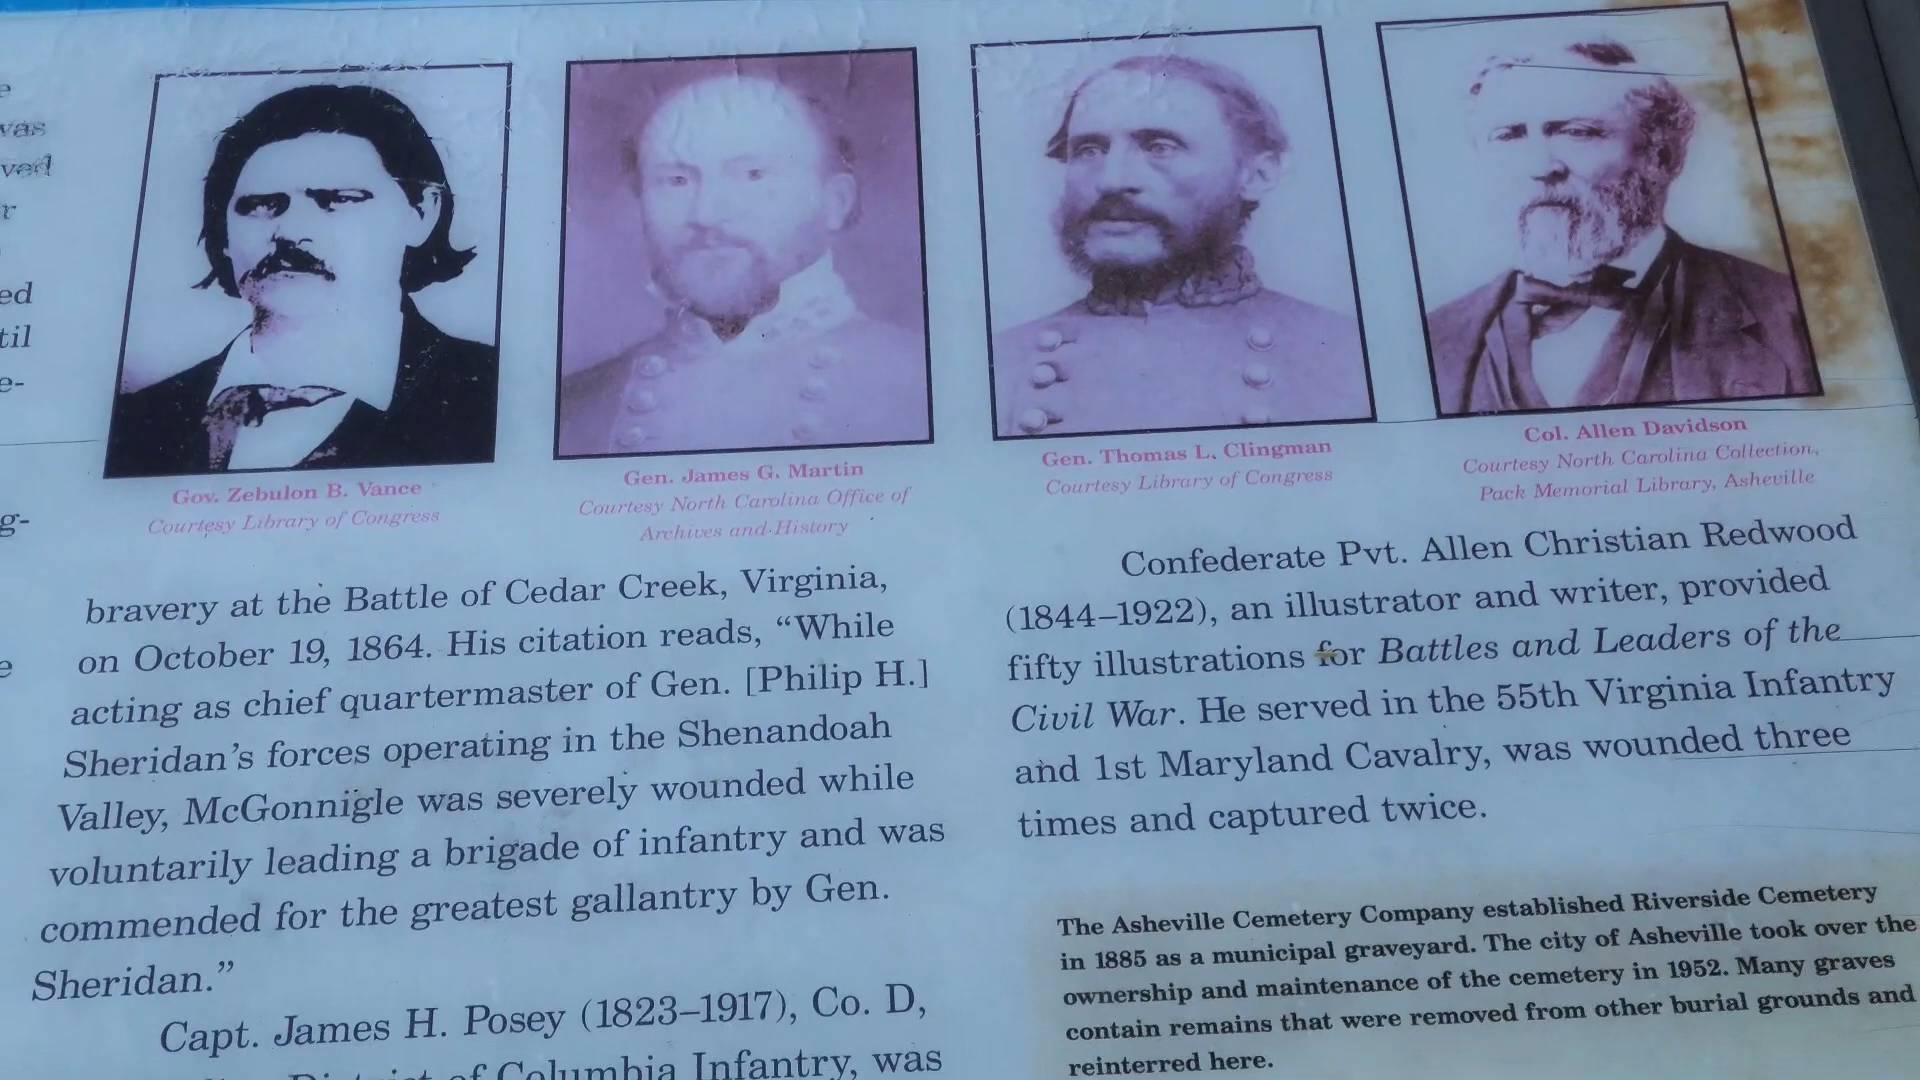 was
ved
r
ed
til
e-
g-
e
Gov. Zebulon B. Vance
Courtesy Library of Congress
Gen. James G. Martin
Courtesy North Carolina Office of
Archives and History
Gen. Thomas L. Clingman
Courtesy Library of Congress
Col. Allen Davidson
Courtesy North Carolina Collection,
Pack Memorial Library, Asheville
bravery at the Battle of Cedar Creek, Virginia,
on October 19, 1864. His citation reads, “While
acting as chief quartermaster of Gen. [Philip H.]
Sheridan’s forces operating in the Shenandoah
Valley, McGonnigle was severely wounded while
voluntarily leading a brigade of infantry and was
commended for the greatest gallantry by Gen.
Sheridan.”
Capt. James H. Posey (1823–1917), Co. D,
District of Columbia Infantry, was
Confederate Pvt. Allen Christian Redwood
(1844–1922), an illustrator and writer, provided
fifty illustrations for Battles and Leaders of the
Civil War. He served in the 55th Virginia Infantry
and 1st Maryland Cavalry, was wounded three
times and captured twice.
The Asheville Cemetery Company established Riverside Cemetery
in 1885 as a municipal graveyard. The city of Asheville took over the
ownership and maintenance of the cemetery in 1952. Many graves
contain remains that were removed from other burial grounds and
reinterred here.